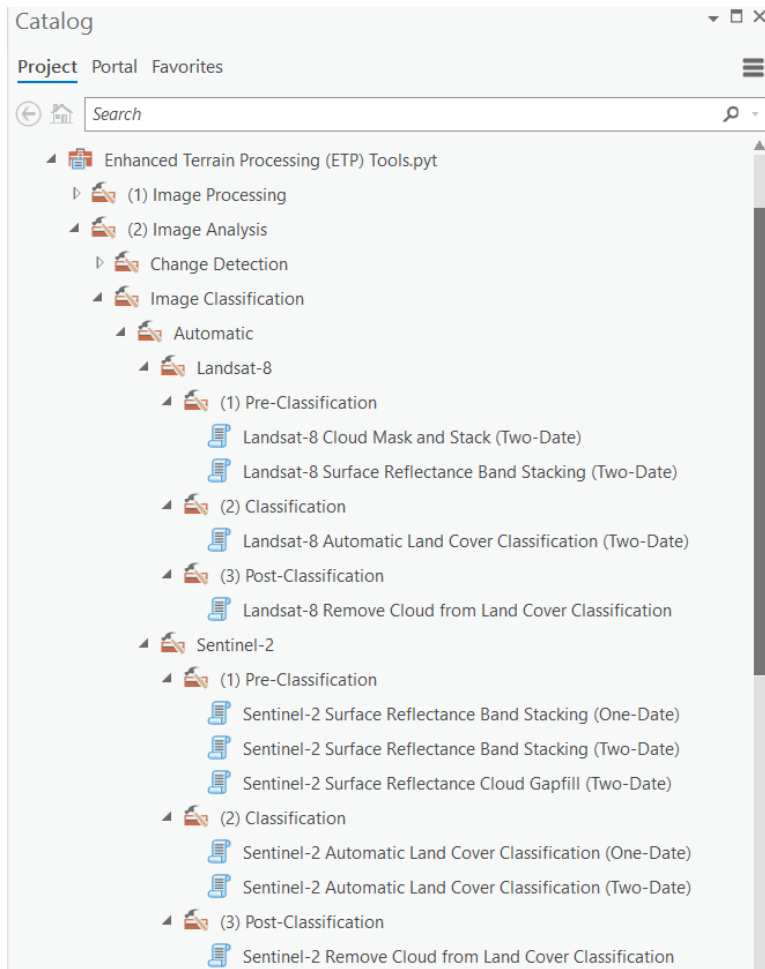 Catalog
Project Portal Favorites
Search
Enhanced Terrain Processing (ETP) Tools.pyt
(1) Image Processing
(2) Image Analysis
Change Detection
Image Classification
Automatic
Landsat-8
(1) Pre-Classification
Landsat-8 Cloud Mask and Stack (Two-Date)
Landsat-8 Surface Reflectance Band Stacking (Two-Date)
(2) Classification
Landsat-8 Automatic Land Cover Classification (Two-Date)
(3) Post-Classification
Landsat-8 Remove Cloud from Land Cover Classification
Sentinel-2
(1) Pre-Classification
Sentinel-2 Surface Reflectance Band Stacking (One-Date)
Sentinel-2 Surface Reflectance Band Stacking (Two-Date)
Sentinel-2 Surface Reflectance Cloud Gapfill (Two-Date)
(2) Classification
Sentinel-2 Automatic Land Cover Classification (One-Date)
Sentinel-2 Automatic Land Cover Classification (Two-Date)
(3) Post-Classification
Sentinel-2 Remove Cloud from Land Cover Classification